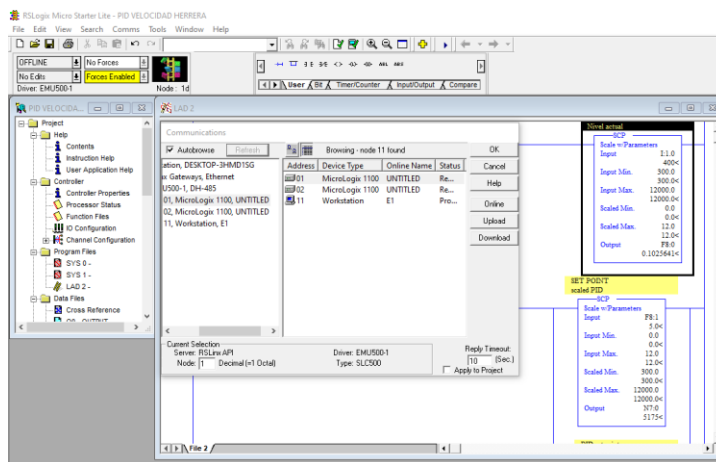 RSLogix Micro Starter Lite - PID VELOCIDAD HERRERA
File Edit View Search Comms Tools Window Help
OFFLINE No Forces
No Edits Forces Enabled
Driver: EMU500-1 Node: 1d
User Bit Timer/Counter Input/Output Compare
PID VELOCIDA...
Project
Help
Contents
Instruction Help
User Application Help
Controller
Controller Properties
Processor Status
Function Files
IO Configuration
Channel Configuration
Program Files
SYS 0 -
SYS 1 -
LAD 2 -
Data Files
Cross Reference
LAD 2
Communications
Autobrowse Refresh Browsing - node 11 found
ation, DESKTOP-3HMD1SG
x Gateways, Ethernet
U500-1, DH-485
01, MicroLogix 1100, UNTITLED
02, MicroLogix 1100, UNTITLED
11, Workstation, E1
Address Device Type Online Name Status
01 MicroLogix 1100 UNTITLED Re...
02 MicroLogix 1100 UNTITLED Re...
11 Workstation E1 Pro...
OK
Cancel
Help
Online
Upload
Download
Current Selection
Server: RSLinx API Driver: EMU500-1
Node: 1 Decimal (=1 Octal) Type: SLC500
Reply Timeout:
10 (Sec.)
Apply to Project
Nivel actual
SCP
Scale w/Parameters
Input I:1.0
400<
Input Min. 300.0
300.0<
Input Max. 12000.0
12000.0<
Scaled Min. 0.0
0.0<
Scaled Max. 12.0
12.0<
Output F8:0
0.1025641<
SET POINT
scaled PID
SCP
Scale w/Parameters
Input F8:1
5.0<
Input Min. 0.0
0.0<
Input Max. 12.0
12.0<
Scaled Min. 300.0
300.0<
Scaled Max. 12000.0
12000.0<
Output N7:0
5175<
File 2